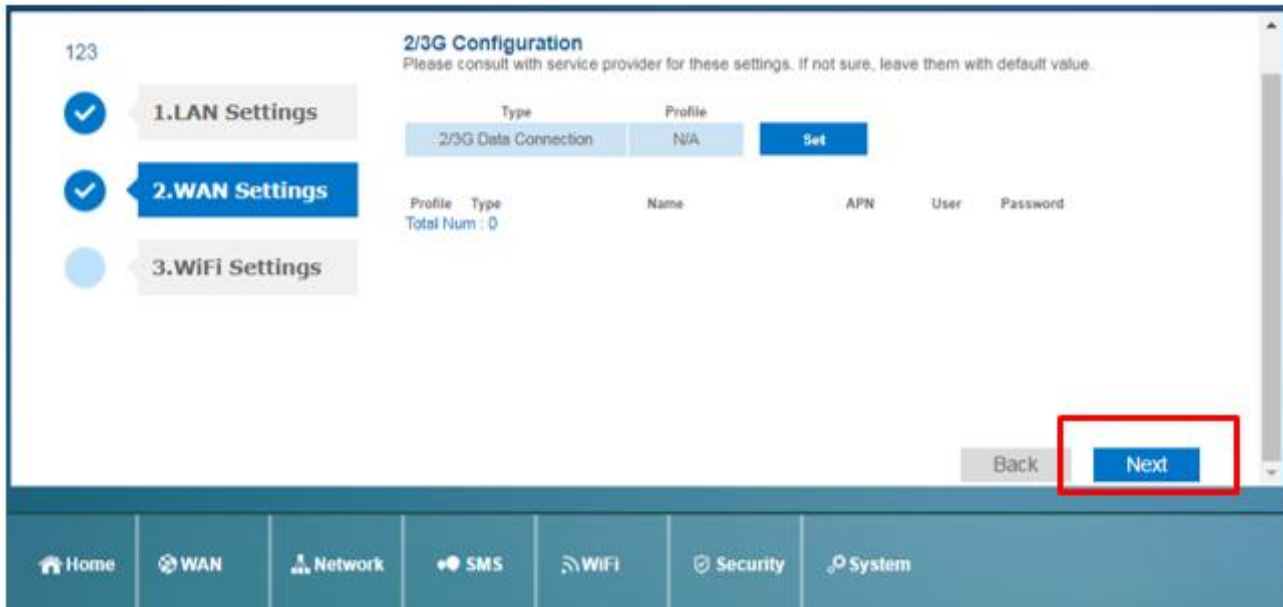 123
1.LAN Settings
2.WAN Settings
3.WiFi Settings
2/3G Configuration
Please consult with service provider for these settings. If not sure, leave them with default value.
Type Profile
2/3G Data Connection N/A Set
Profile Type Name APN User Password
Total Num : 0
Back Next
Home WAN Network SMS WiFi Security System